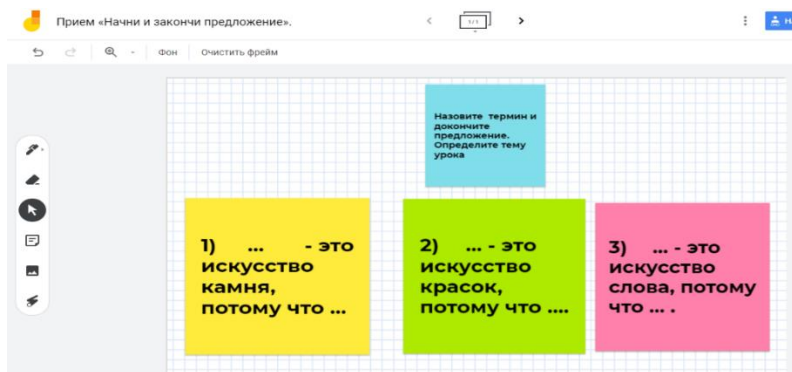 Прием «Начни и закончи предложение».
1/1
Фон
Очистить фрейм
Назовите термин и
докончите
предложение.
Определите тему
урока
1) ... - это
искусство
камня,
потому что ...
2) ... - это
искусство
красок,
потому что ....
3) ... - это
искусство
слова, потому
что ... .